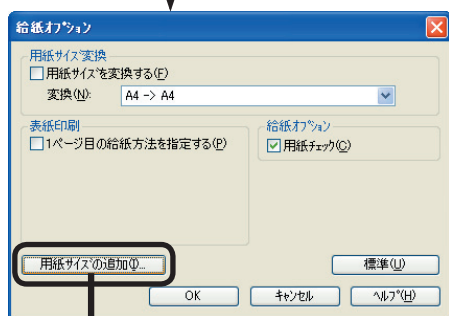 給紙オプション
用紙サイズ変換
用紙サイズを変換する(F)
変換(N): A4 -> A4
表紙印刷
1ページ目の給紙方法を指定する(P)
給紙オプション
用紙チェック(C)
用紙サイズの追加(I)...
標準(U)
OK キャンセル ヘルプ(H)